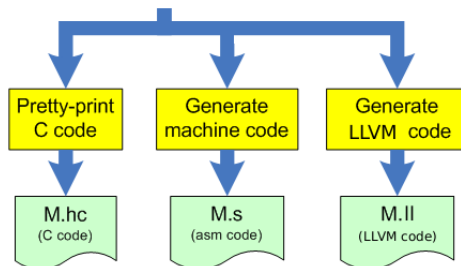 Pretty-print
C code
Generate
machine code
Generate
LLVM code
M.hc
(C code)
M.s
(asm code)
M.ll
(LLVM code)